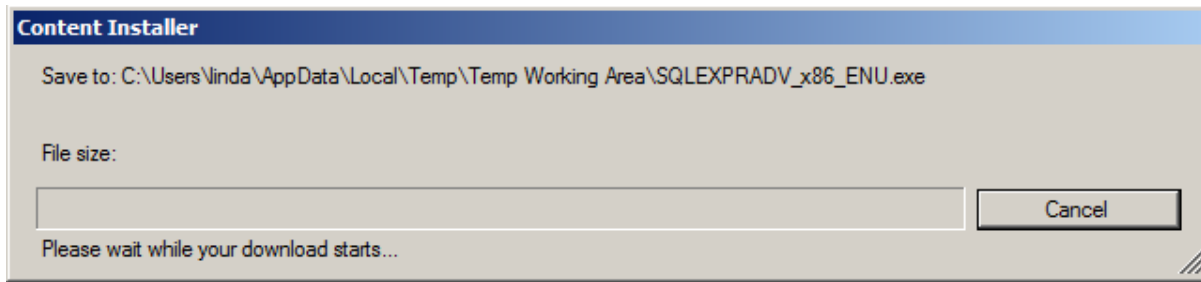 Content Installer
Save to: C:\Users\linda\AppData\Local\Temp\Temp Working Area\SQLEXPRADV_x86_ENU.exe
File size:
Cancel
Please wait while your download starts...